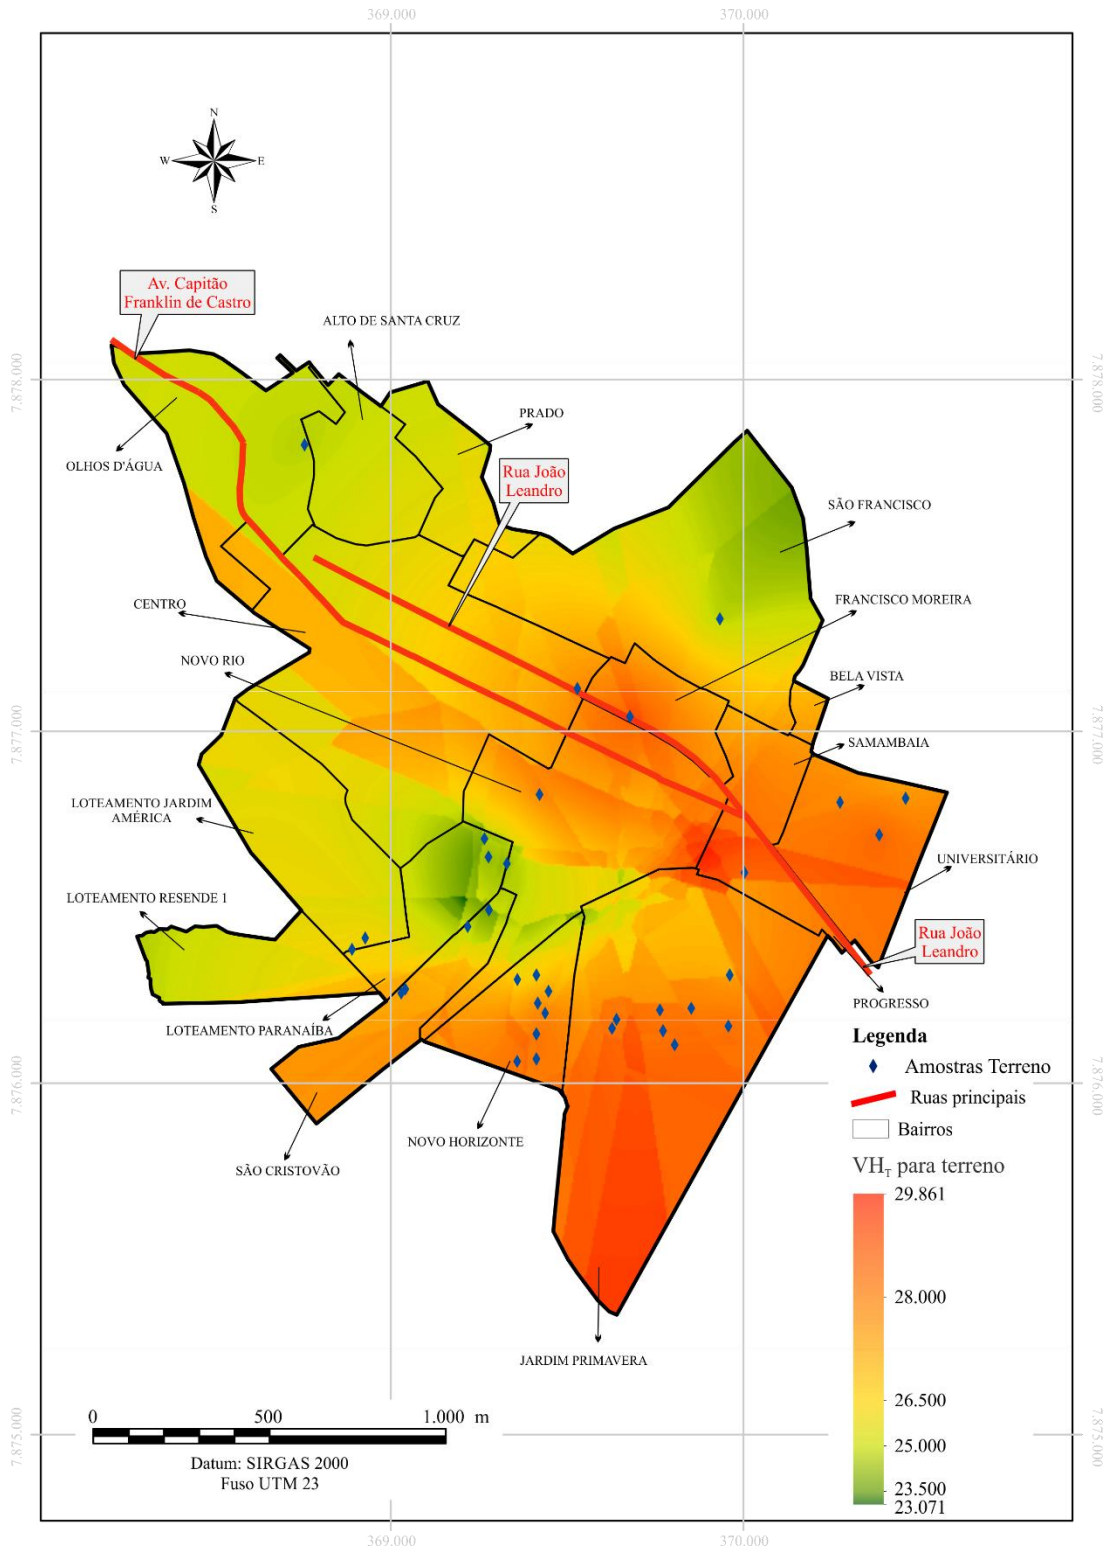 369.000
370.000
N
W
E
S
Av. Capitão
Franklin de Castro
ALTO DE SANTA CRUZ
7.878.000
7.878.000
PRADO
OLHOS D'ÁGUA
Rua João
Leandro
SÃO FRANCISCO
CENTRO
FRANCISCO MOREIRA
NOVO RIO
BELA VISTA
7.877.000
7.877.000
SAMAMBAIA
LOTEAMENTO JARDIM
AMÉRICA
UNIVERSITÁRIO
LOTEAMENTO RESENDE 1
Rua João
Leandro
PROGRESSO
LOTEAMENTO PARANAÍBA
Legenda
Amostras Terreno
7.876.000
7.876.000
Ruas principais
Bairros
NOVO HORIZONTE
SÃO CRISTOVÃO
VHT para terreno
29.861
28.000
JARDIM PRIMAVERA
26.500
0
500
1.000 m
7.875.000
7.875.000
25.000
Datum: SIRGAS 2000
Fuso UTM 23
23.500
23.071
369.000
370.000